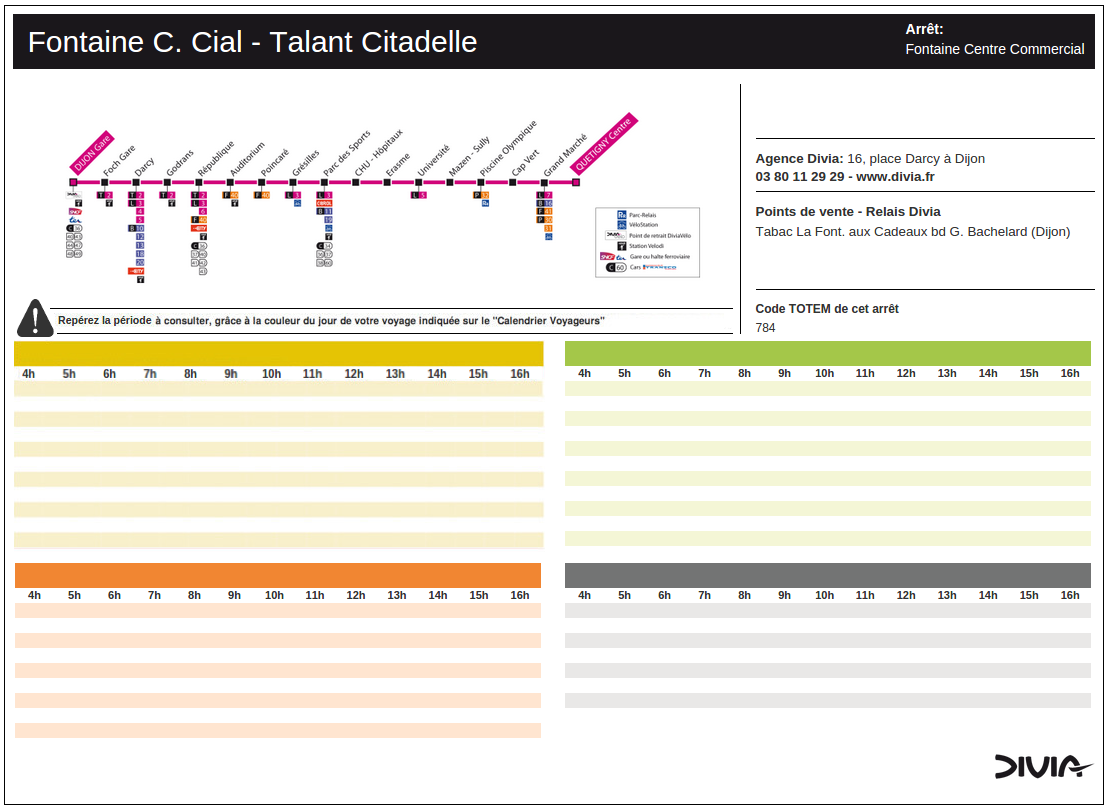 Fontaine C. Cial - Talant Citadelle
Arrêt:
Fontaine Centre Commercial
DIJON Gare
Foch Gare
Darcy
Godrans
République
Auditorium
Poincaré
Grésilles
Parc des Sports
CHU - Hôpitaux
Erasme
Université
Mazen - Sully
Piscine Olympique
Cap Vert
Grand Marché
QUETIGNY Centre
Parc-Relais
VéloStation
Point de retrait DiviaVélo
Station Velodi
Gare ou halte ferroviaire
C 60 Cars
Agence Divia: 16, place Darcy à Dijon
03 80 11 29 29 - www.divia.fr
Points de vente - Relais Divia
Tabac La Font. aux Cadeaux bd G. Bachelard (Dijon)
Code TOTEM de cet arrêt
784
Repérez la période à consulter, grâce à la couleur du jour de votre voyage indiquée sur le "Calendrier Voyageurs"
4h 5h 6h 7h 8h 9h 10h 11h 12h 13h 14h 15h 16h
4h 5h 6h 7h 8h 9h 10h 11h 12h 13h 14h 15h 16h
4h 5h 6h 7h 8h 9h 10h 11h 12h 13h 14h 15h 16h
4h 5h 6h 7h 8h 9h 10h 11h 12h 13h 14h 15h 16h
DIVIA